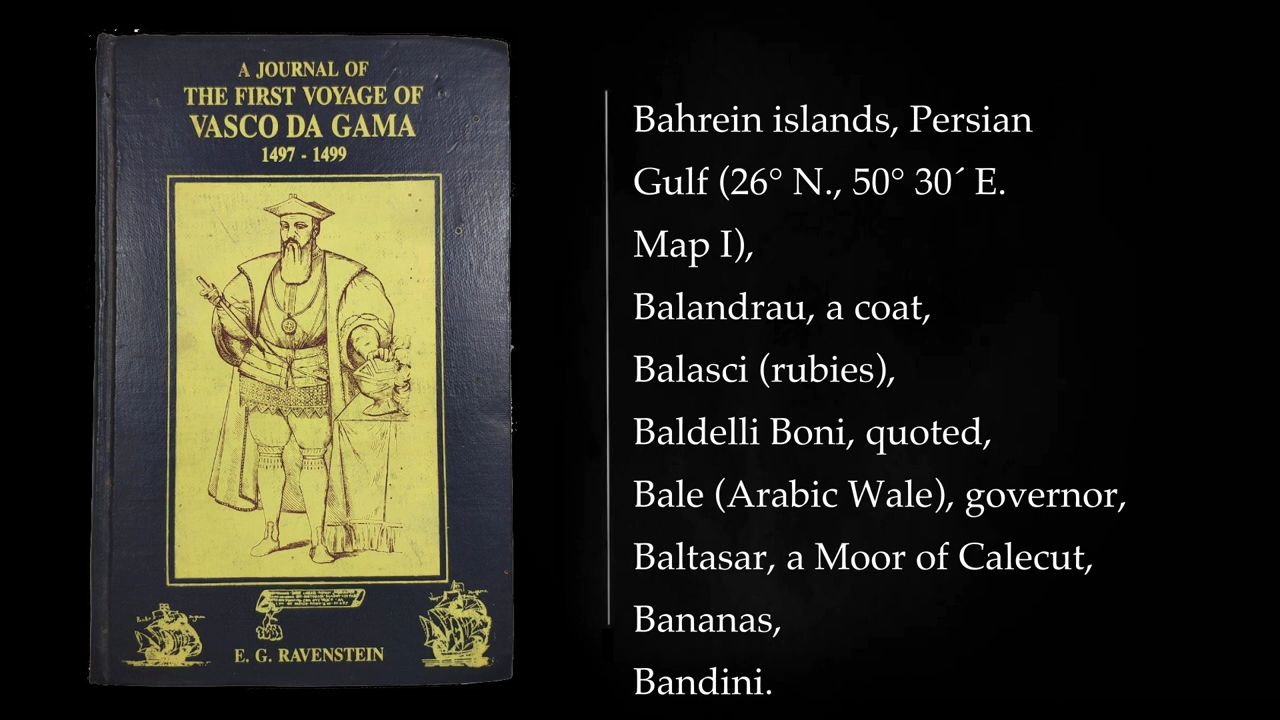 A JOURNAL OF
THE FIRST VOYAGE OF
VASCO DA GAMA
1497 - 1499
E. G. RAVENSTEIN
Bahrein islands, Persian
Gulf (26° N., 50° 30´ E.
Map I),
Balandrau, a coat,
Balasci (rubies),
Baldelli Boni, quoted,
Bale (Arabic Wale), governor,
Baltasar, a Moor of Calecut,
Bananas,
Bandini.